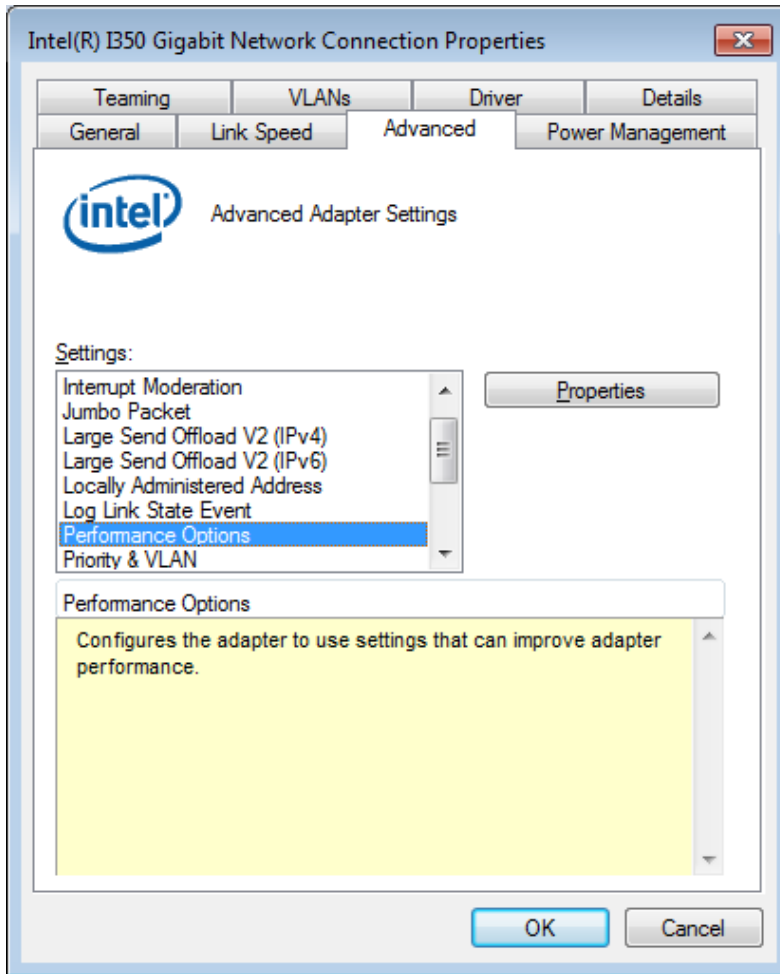 Intel(R) I350 Gigabit Network Connection Properties
Teaming VLANs Driver Details
General Link Speed Advanced Power Management
intel
Advanced Adapter Settings
Settings:
Properties
Interrupt Moderation
Jumbo Packet
Large Send Offload V2 (IPv4)
Large Send Offload V2 (IPv6)
Locally Administered Address
Log Link State Event
Performance Options
Priority & VLAN
Performance Options
Configures the adapter to use settings that can improve adapter
performance.
OK Cancel